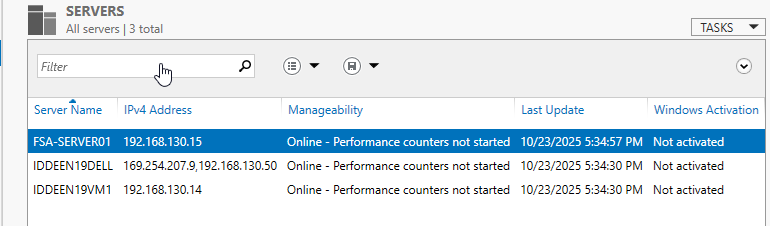 SERVERS
All servers | 3 total
TASKS
Filter
Server Name IPv4 Address Manageability Last Update Windows Activation
FSA-SERVER01 192.168.130.15 Online - Performance counters not started 10/23/2025 5:34:57 PM Not activated
IDDEEN19DELL 169.254.207.9,192.168.130.50 Online - Performance counters not started 10/23/2025 5:34:30 PM Not activated
IDDEEN19VM1 192.168.130.14 Online - Performance counters not started 10/23/2025 5:34:30 PM Not activated